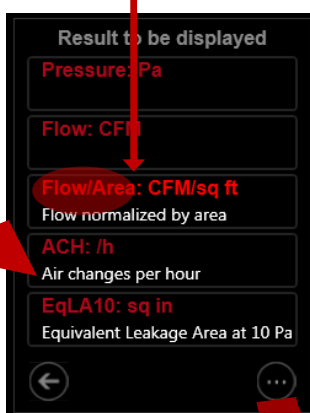 Result to be displayed
Pressure: Pa
Flow: CFM
Flow/Area: CFM/sq ft
Flow normalized by area
ACH: /h
Air changes per hour
EqLA10: sq in
Equivalent Leakage Area at 10 Pa